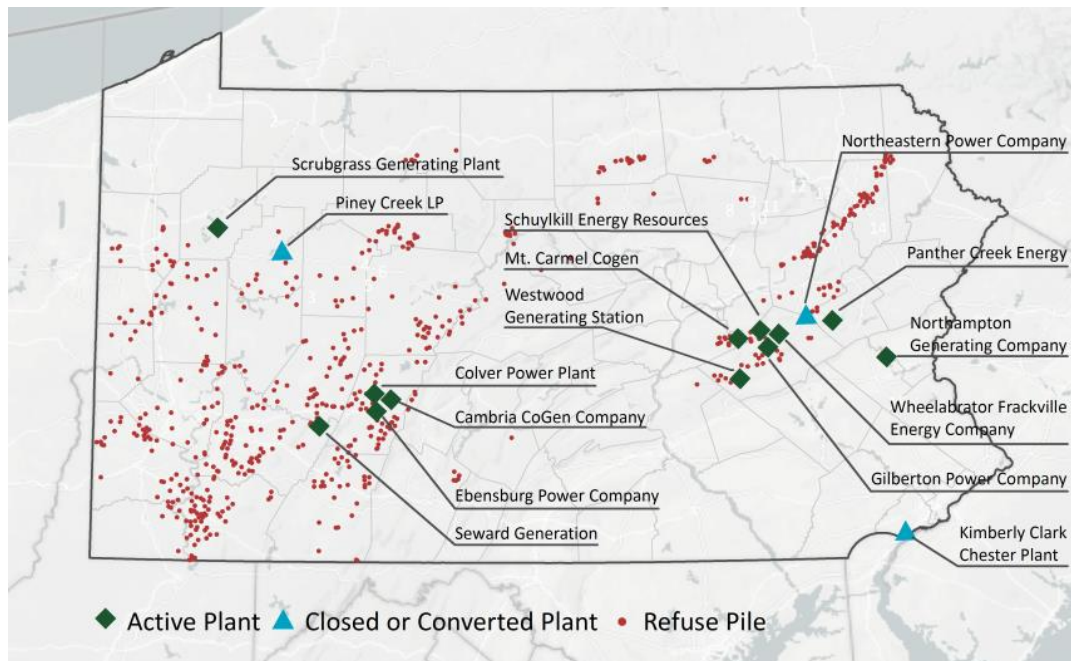 Northeastern Power Company
Scrubgrass Generating Plant
Piney Creek LP
Schuylkill Energy Resources
Mt. Carmel Cogen
Panther Creek Energy
Westwood
Generating Station
Northampton
Generating Company
Colver Power Plant
Cambria CoGen Company
Wheelabrator Frackville
Energy Company
Ebensburg Power Company
Gilberton Power Company
Seward Generation
Kimberly Clark
Chester Plant
Active Plant
Closed or Converted Plant
Refuse Pile